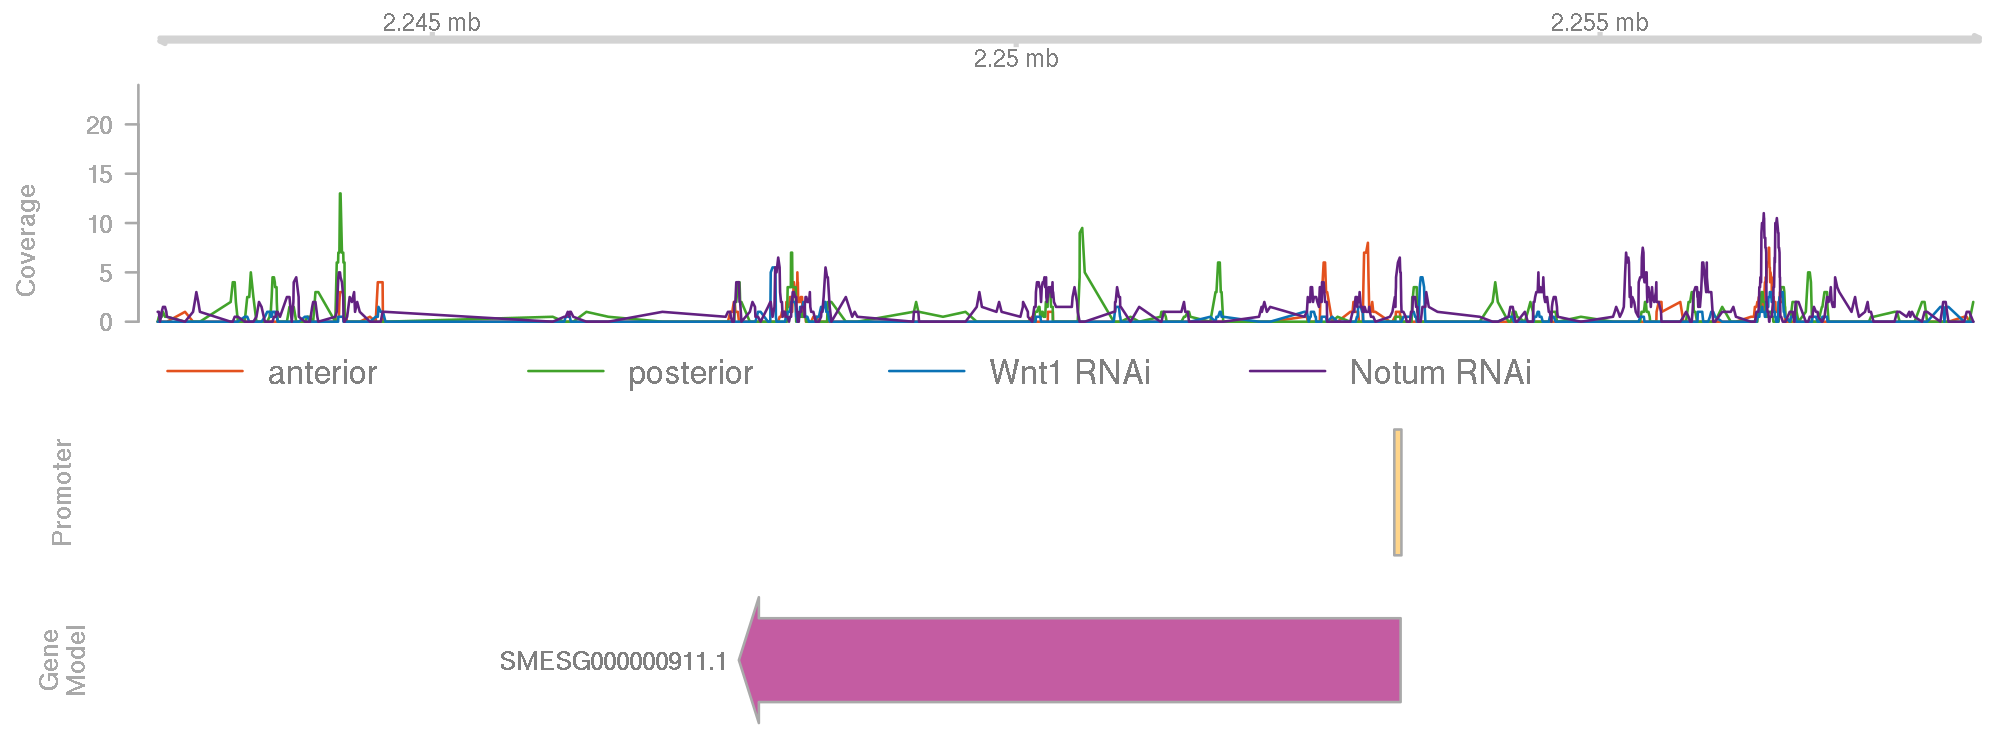 2.245 mb
2.255 mb
2.25 mb
Coverage
20
15
10
5
0
anterior posterior Wnt1 RNAi Notum RNAi
Promoter
Gene
Model
SMESG000000911.1